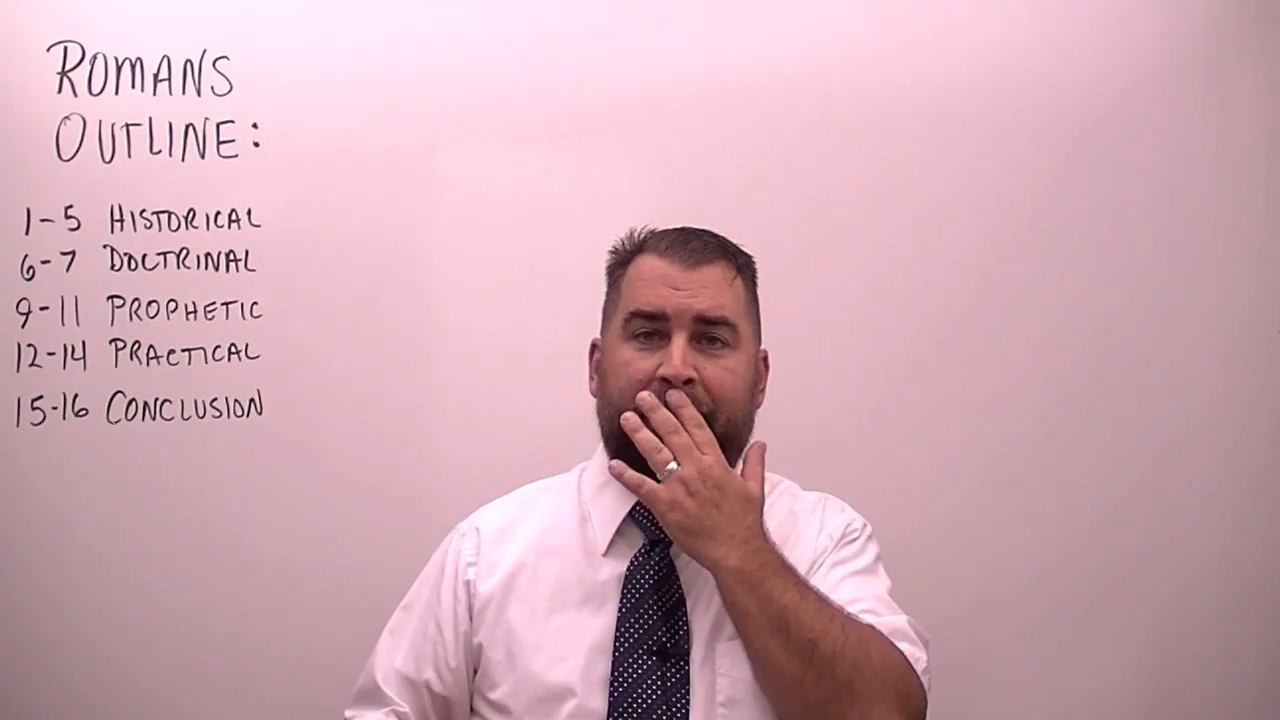 ROMANS
OUTLINE:
1-5 HISTORICAL
6-7 DOCTRINAL
9-11 PROPHETIC
12-14 PRACTICAL
15-16 CONCLUSION